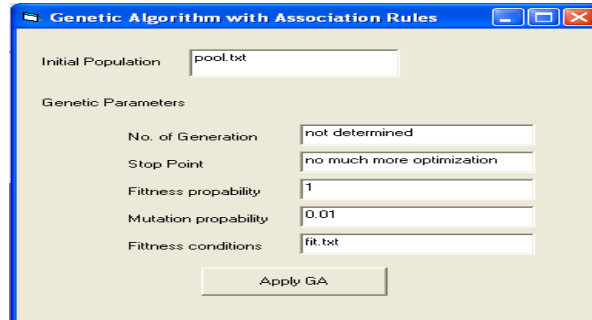 Genetic Algorithm with Association Rules
Initial Population pool.txt
Genetic Parameters
No. of Generation not determined
Stop Point no much more optimization
Fittness propability 1
Mutation propability 0.01
Fittness conditions fit.txt
Apply GA